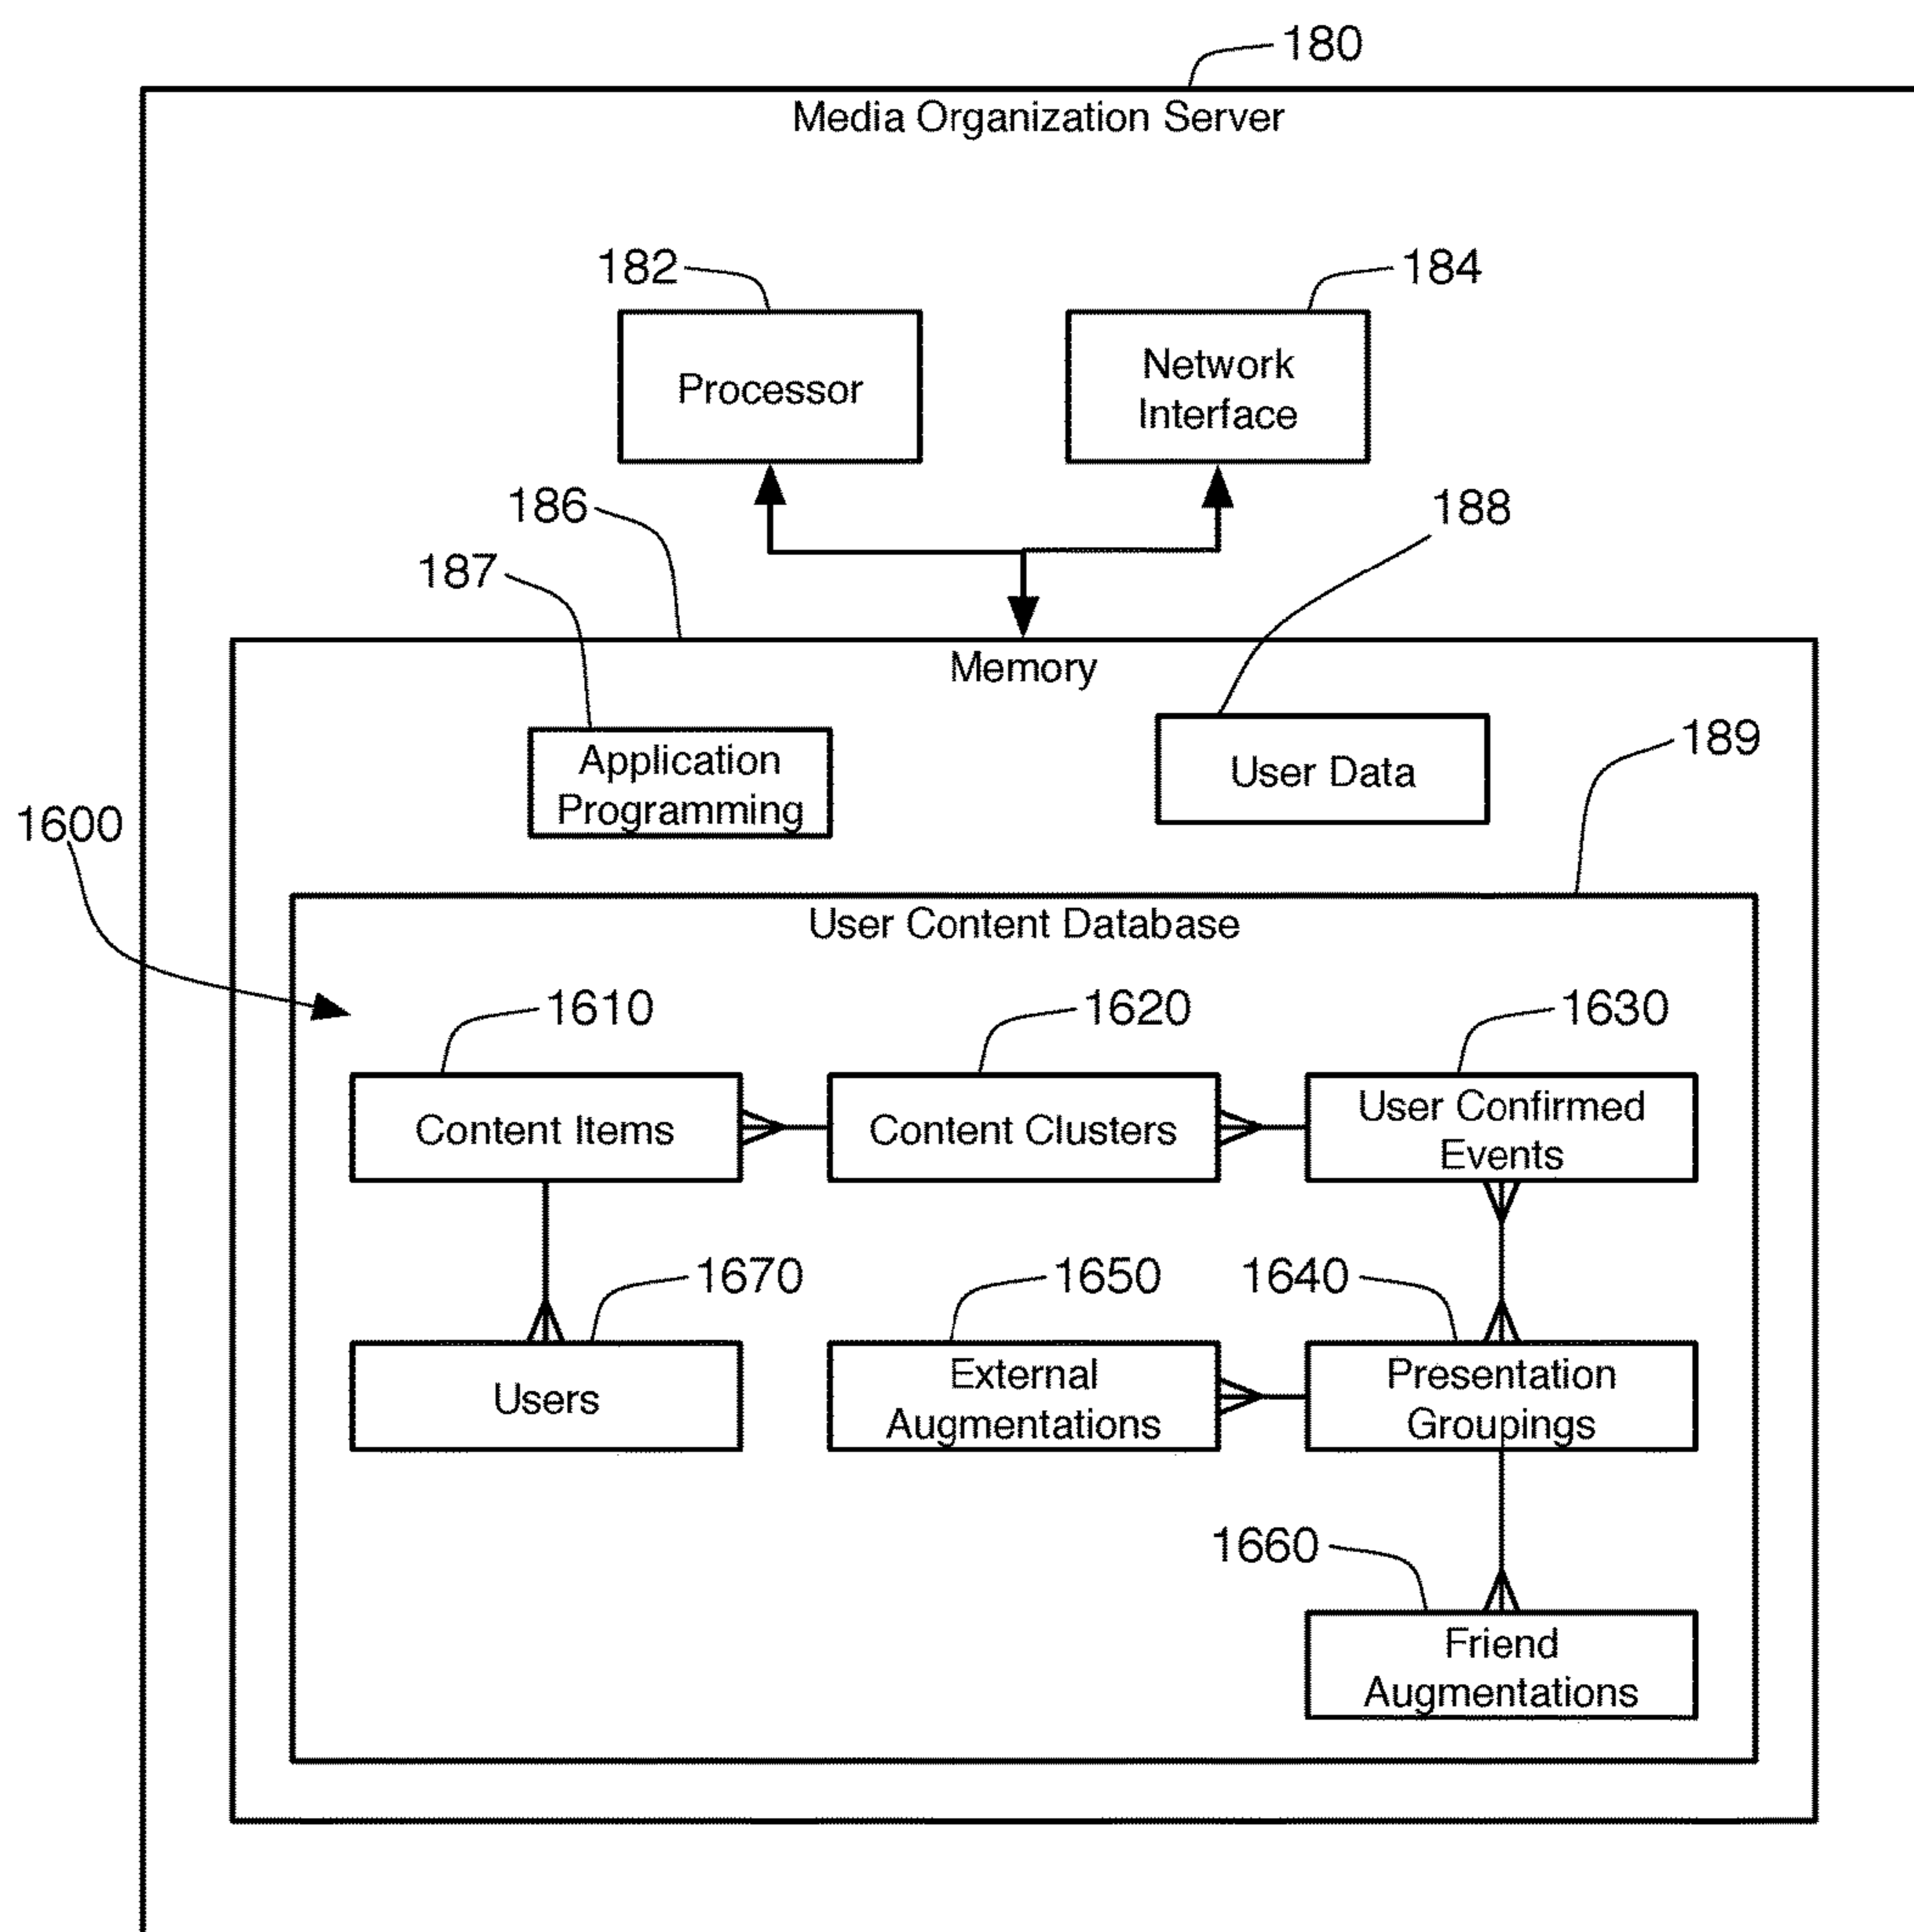 180
Media Organization Server
182
184
Processor
Network
Interface
186
188
187
Memory
Application
Programming
User Data
189
1600
User Content Database
1610
1620
1630
Content Items
Content Clusters
User Confirmed
Events
1670
1650
1640
Users
External
Augmentations
Presentation
Groupings
1660
Friend
Augmentations